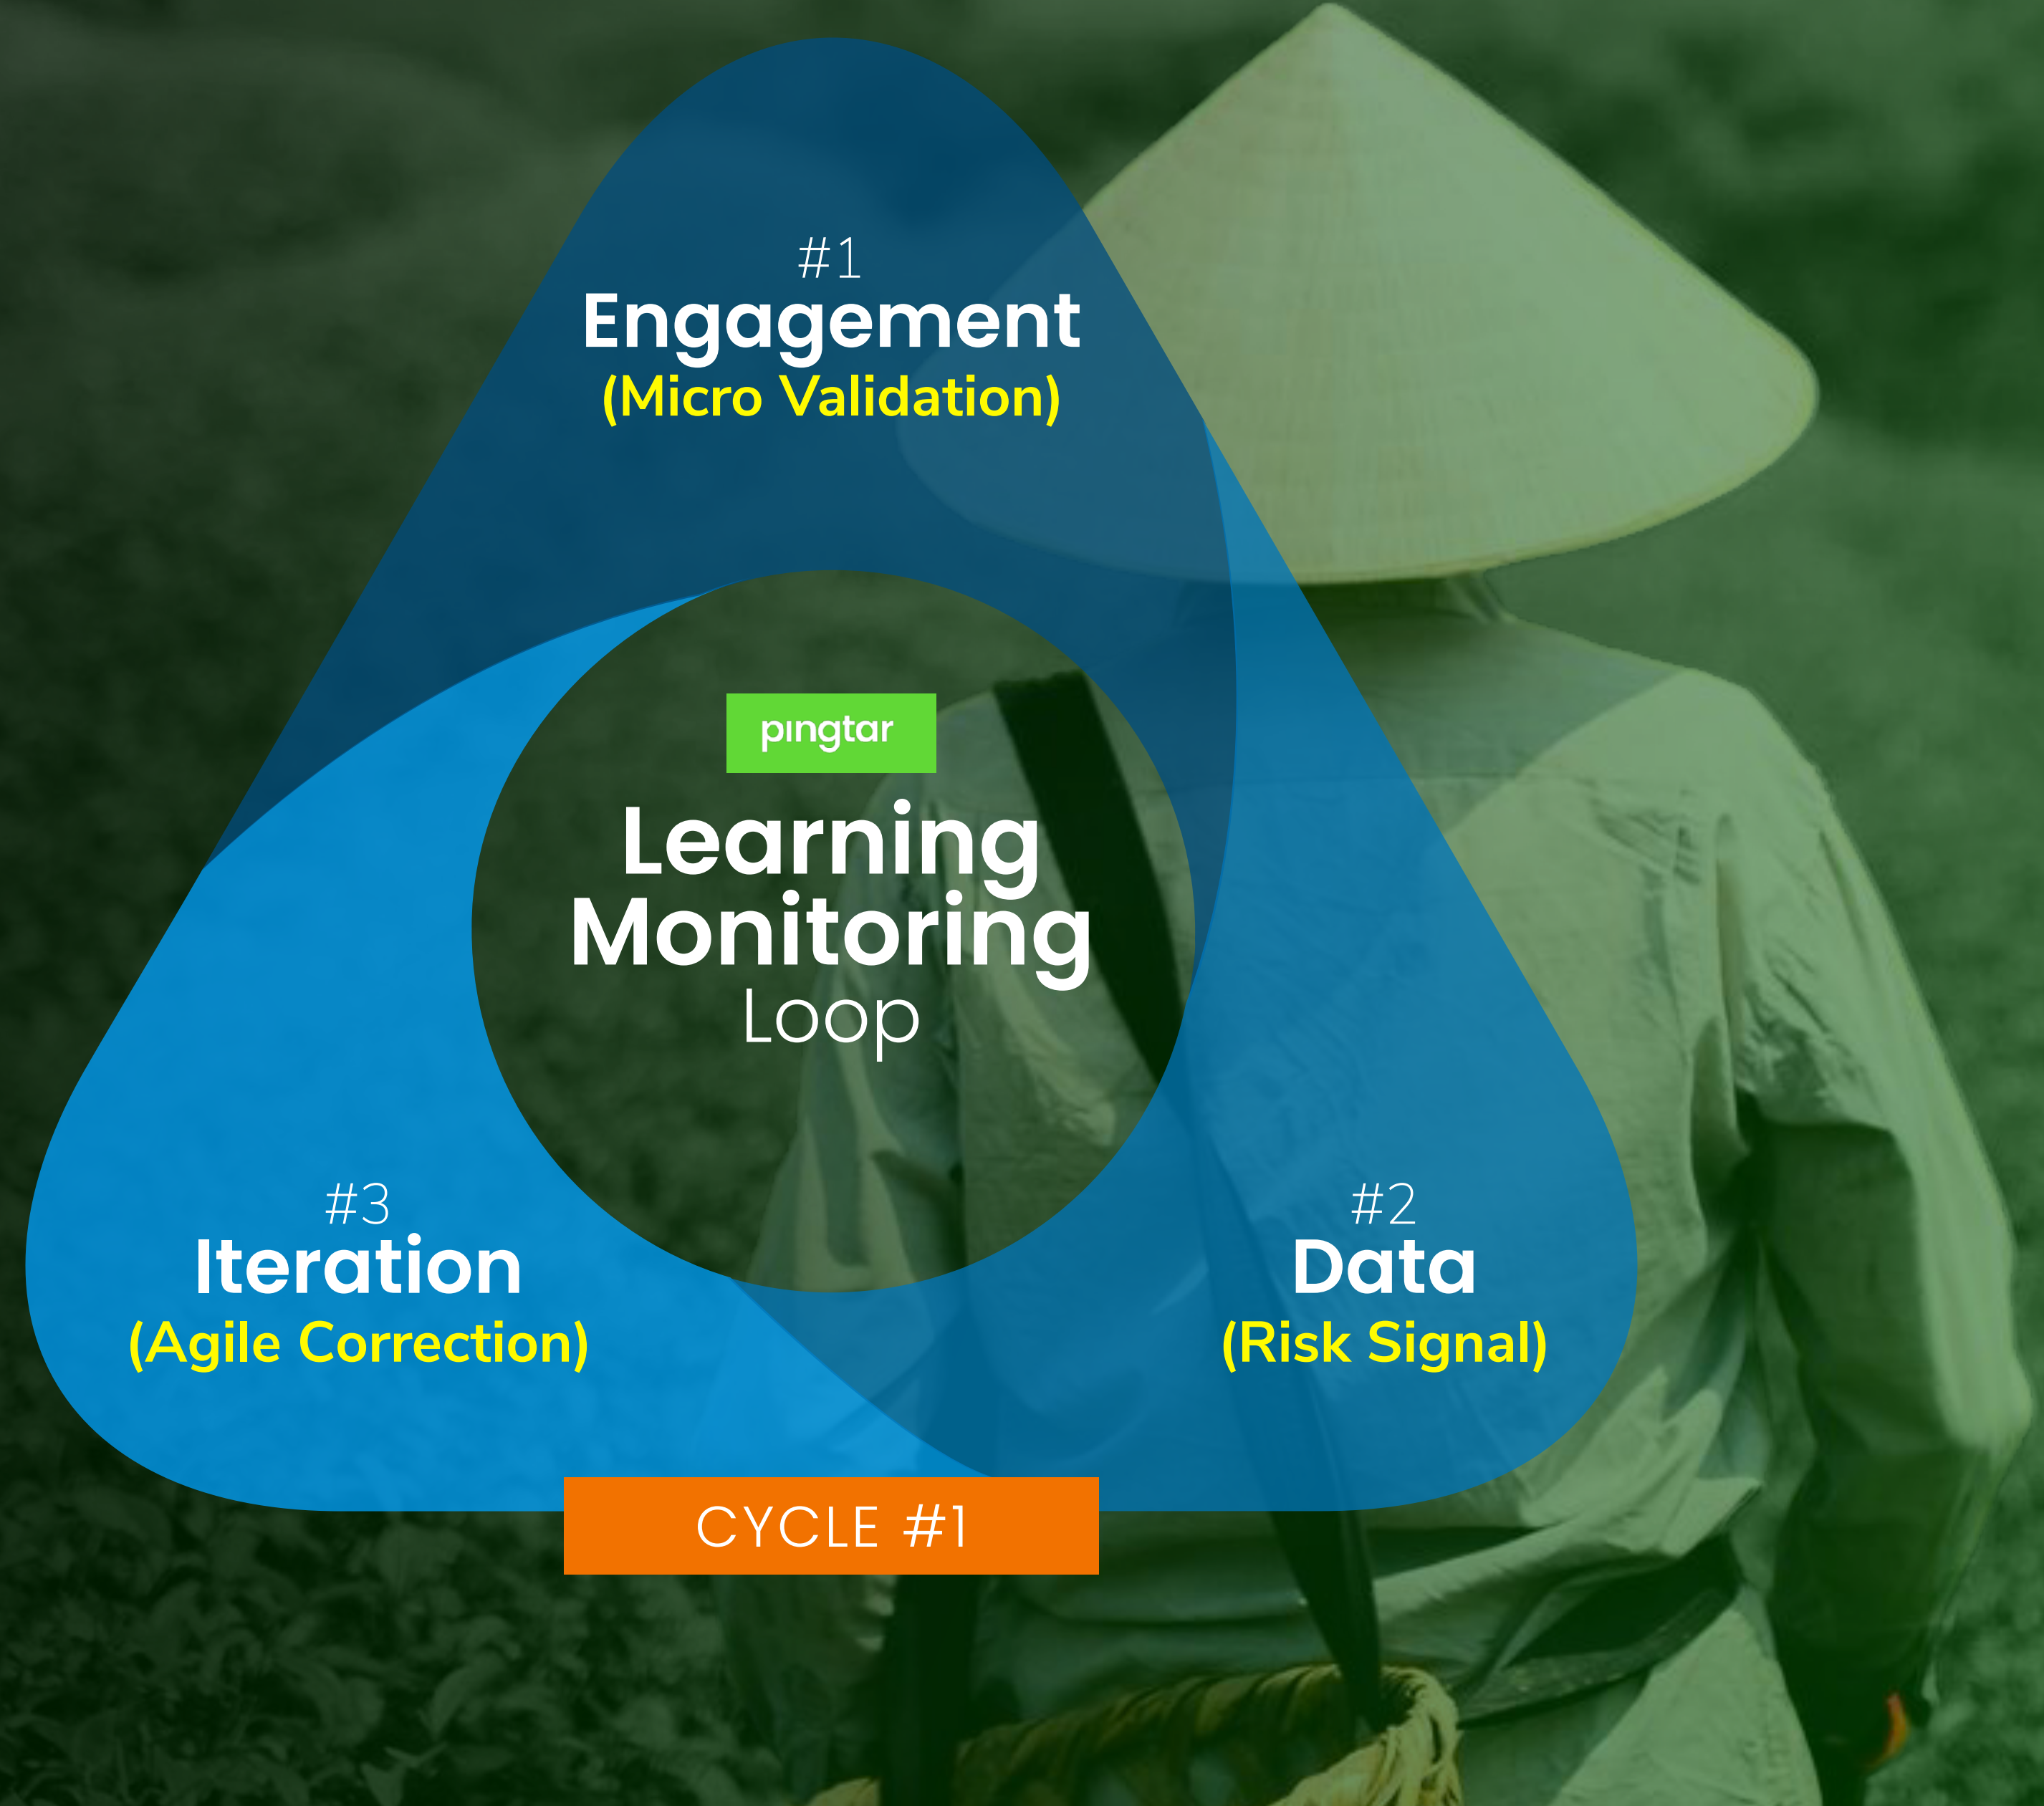 #1
Engagement
(Micro Validation)
pingtar
Learning
Monitoring
Loop
#3
Iteration
(Agile Correction)
#2
Data
(Risk Signal)
CYCLE #1